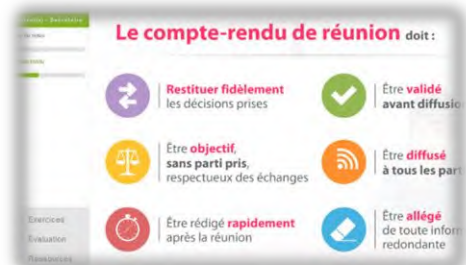 Le compte-rendu de réunion doit :
Restituer fidèlement
les décisions prises
Être validé
avant diffusio
Être objectif,
sans parti pris,
respectueux des échanges
Être diffusé
à tous les part
Être rédigé rapidement
après la réunion
Être allégé
de toute inform
redondante
Exercices
Évaluation
Ressources